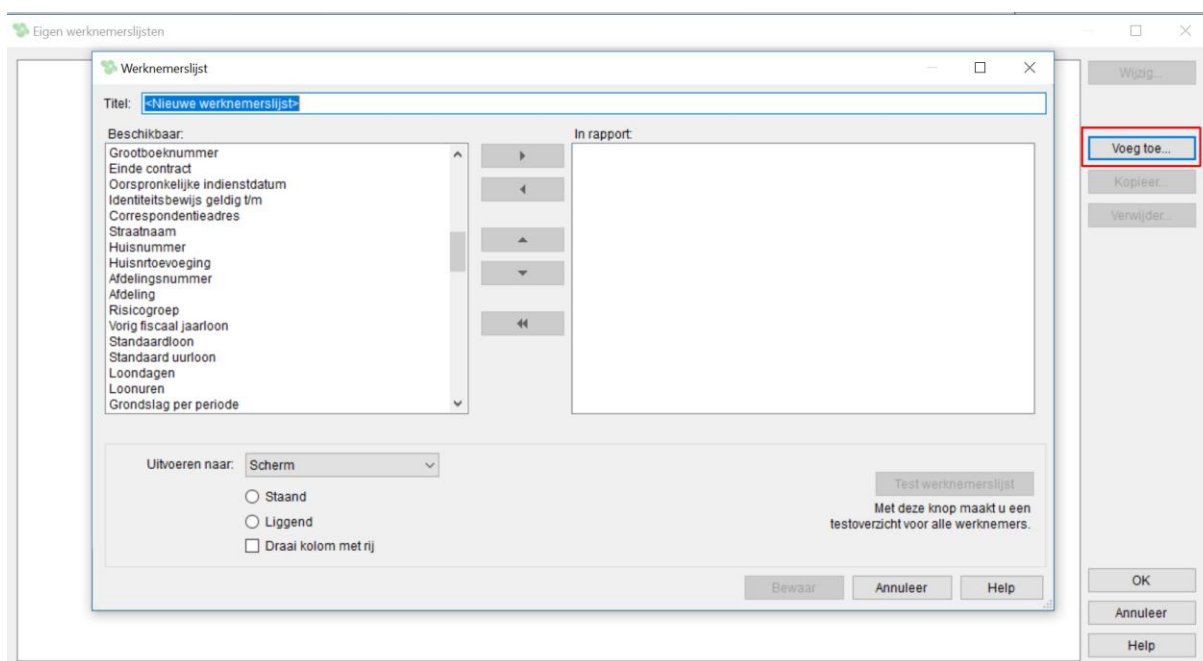 Eigen werknemerslijsten
Werknemerslijst
Titel: <Nieuwe werknemerslijst>
Beschikbaar:
Grootboeknummer
Einde contract
Oorspronkelijke indienstdatum
Identiteitsbewijs geldig t/m
Correspondentieadres
Straatnaam
Huisnummer
Huisnrtoevoeging
Afdelingsnummer
Afdeling
Risicogroep
Vorig fiscaal jaarloon
Standaardloon
Standaard uurloon
Loondagen
Loonuren
Grondslag per periode
In rapport:
Uitvoeren naar: Scherm
Staand
Liggend
Draai kolom met rij
Test werknemerslijst
Met deze knop maakt u een
testoverzicht voor alle werknemers.
Bewaar
Annuleer
Help
Wijzig...
Voeg toe...
Kopieer...
Verwijder...
OK
Annuleer
Help